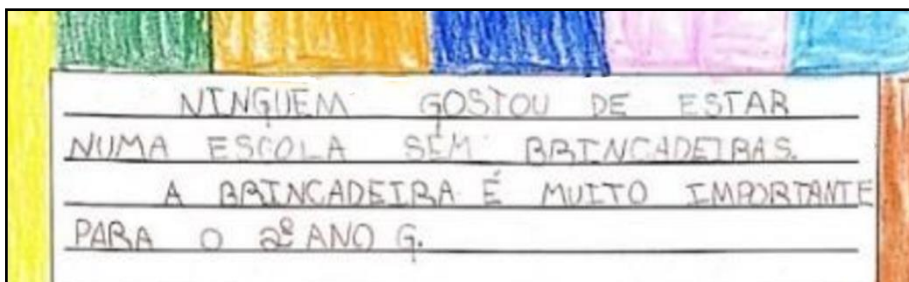 NINGUEM GOSTOU DE ESTAR
NUMA ESCOLA SEM BRINCADEIRAS.
A BRINCADEIRA É MUITO IMPORTANTE
PARA O 2º ANO G.